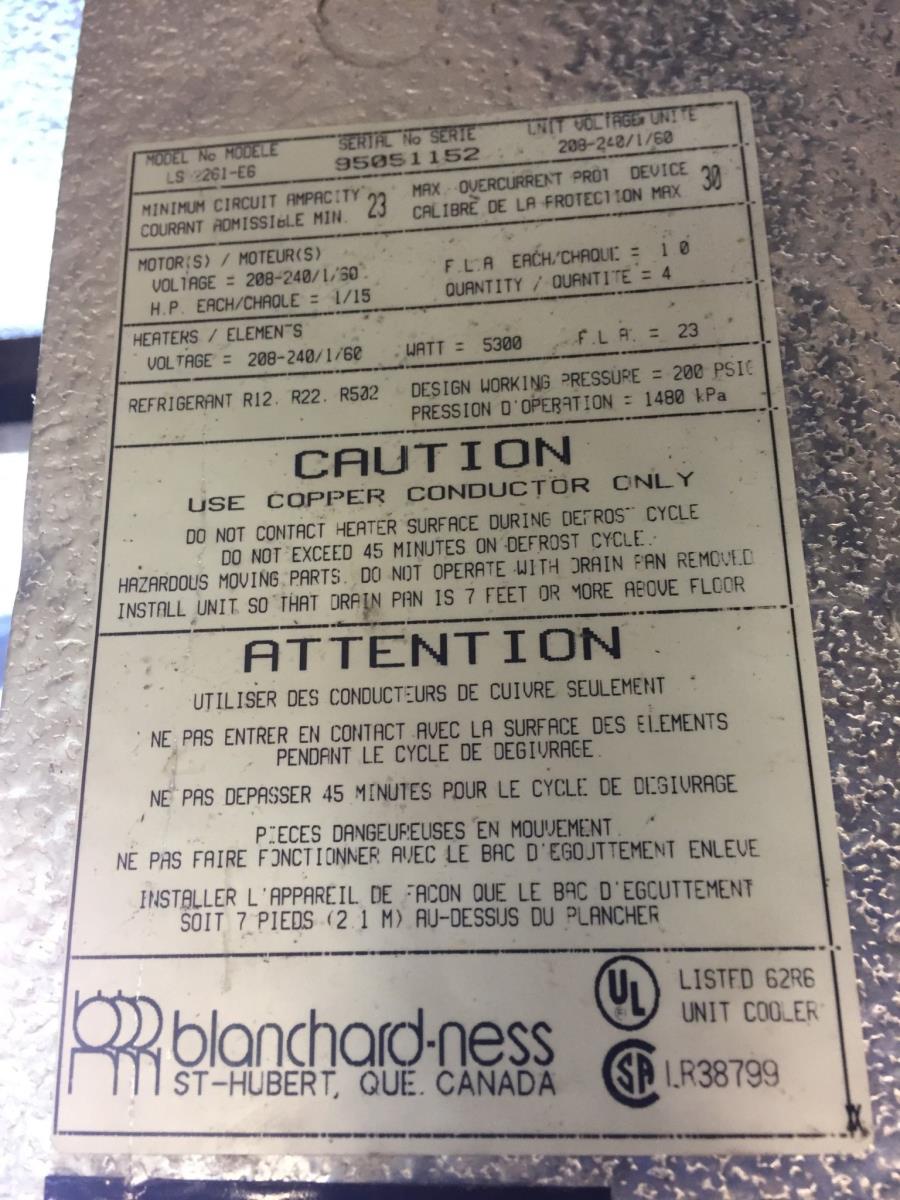 MODEL No MODELE
LS 2261-E6
SERIAL No SERIE
95051152
UNIT VOLTAGE UNITE
208-240/1/60
MINIMUM CIRCUIT AMPACITY
COURANT ADMISSIBLE MIN. 23
MAX. OVERCURRENT PROT DEVICE
CALIBRE DE LA PROTECTION MAX 30
MOTOR(S) / MOTEUR(S)
VOLTAGE = 208-240/1/60
H.P. EACH/CHAQUE = 1/15
F.L.A EACH/CHAQUE = 1 0
QUANTITY / QUANTITE = 4
HEATERS / ELEMENTS
VOLTAGE = 208-240/1/60 WATT = 5300 F.L.A. = 23
REFRIGERANT R12. R22. R502
DESIGN WORKING PRESSURE = 200 PSIG
PRESSION D'OPERATION = 1480 kPa
CAUTION
USE COPPER CONDUCTOR ONLY
DO NOT CONTACT HEATER SURFACE DURING DEFROST CYCLE
DO NOT EXCEED 45 MINUTES ON DEFROST CYCLE.
HAZARDOUS MOVING PARTS. DO NOT OPERATE WITH DRAIN PAN REMOVED
INSTALL UNIT SO THAT DRAIN PAN IS 7 FEET OR MORE ABOVE FLOOR
ATTENTION
UTILISER DES CONDUCTEURS DE CUIVRE SEULEMENT
NE PAS ENTRER EN CONTACT AVEC LA SURFACE DES ELEMENTS
PENDANT LE CYCLE DE DEGIVRAGE.
NE PAS DEPASSER 45 MINUTES POUR LE CYCLE DE DEGIVRAGE
PIECES DANGEUREUSES EN MOUVEMENT.
NE PAS FAIRE FONCTIONNER AVEC LE BAC D'EGOUTTEMENT ENLEVE
INSTALLER L'APPAREIL DE FACON QUE LE BAC D'EGOUTTEMENT
SOIT 7 PIEDS (2 1 M) AU-DESSUS DU PLANCHER
blanchard-ness
ST-HUBERT, QUE. CANADA
UL LISTED 62R6
UNIT COOLER
SA LR38799